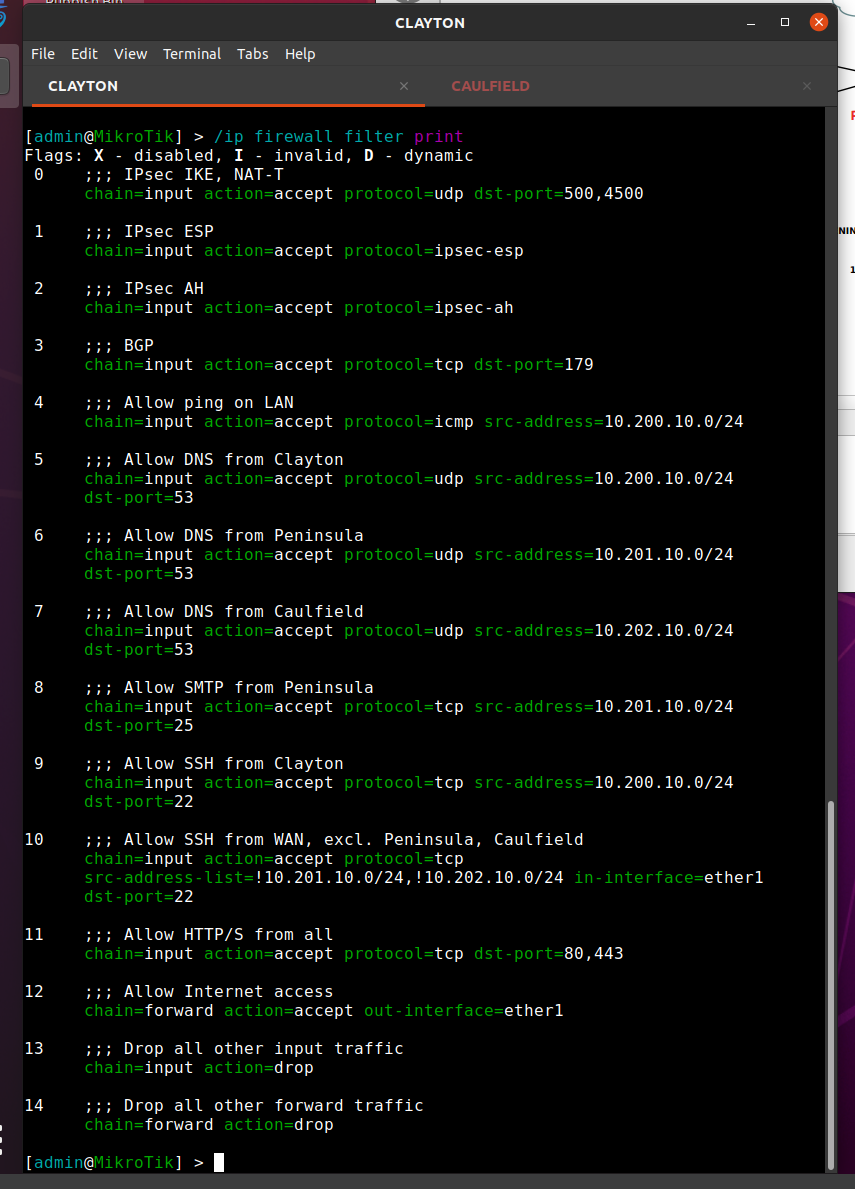 CLAYTON
File Edit View Terminal Tabs Help
CLAYTON × CAULFIELD ×
[admin@MikroTik] > /ip firewall filter print
Flags: X - disabled, I - invalid, D - dynamic
0 ;;; IPsec IKE, NAT-T
chain=input action=accept protocol=udp dst-port=500,4500
1 ;;; IPsec ESP
chain=input action=accept protocol=ipsec-esp
2 ;;; IPsec AH
chain=input action=accept protocol=ipsec-ah
3 ;;; BGP
chain=input action=accept protocol=tcp dst-port=179
4 ;;; Allow ping on LAN
chain=input action=accept protocol=icmp src-address=10.200.10.0/24
5 ;;; Allow DNS from Clayton
chain=input action=accept protocol=udp src-address=10.200.10.0/24
dst-port=53
6 ;;; Allow DNS from Peninsula
chain=input action=accept protocol=udp src-address=10.201.10.0/24
dst-port=53
7 ;;; Allow DNS from Caulfield
chain=input action=accept protocol=udp src-address=10.202.10.0/24
dst-port=53
8 ;;; Allow SMTP from Peninsula
chain=input action=accept protocol=tcp src-address=10.201.10.0/24
dst-port=25
9 ;;; Allow SSH from Clayton
chain=input action=accept protocol=tcp src-address=10.200.10.0/24
dst-port=22
10 ;;; Allow SSH from WAN, excl. Peninsula, Caulfield
chain=input action=accept protocol=tcp
src-address-list=!10.201.10.0/24,!10.202.10.0/24 in-interface=ether1
dst-port=22
11 ;;; Allow HTTP/S from all
chain=input action=accept protocol=tcp dst-port=80,443
12 ;;; Allow Internet access
chain=forward action=accept out-interface=ether1
13 ;;; Drop all other input traffic
chain=input action=drop
14 ;;; Drop all other forward traffic
chain=forward action=drop
[admin@MikroTik] >